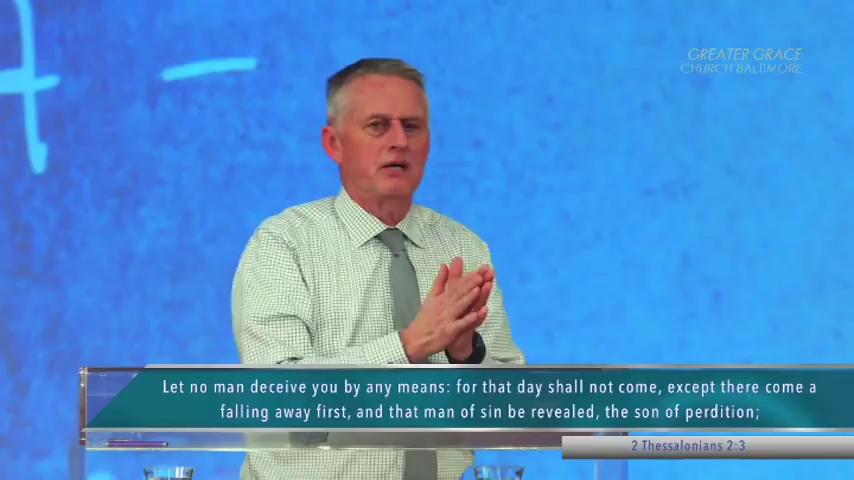 GREATER GRACE
CHURCH BALTIMORE
Let no man deceive you by any means: for that day shall not come, except there come a
falling away first, and that man of sin be revealed, the son of perdition;
2 Thessalonians 2:3